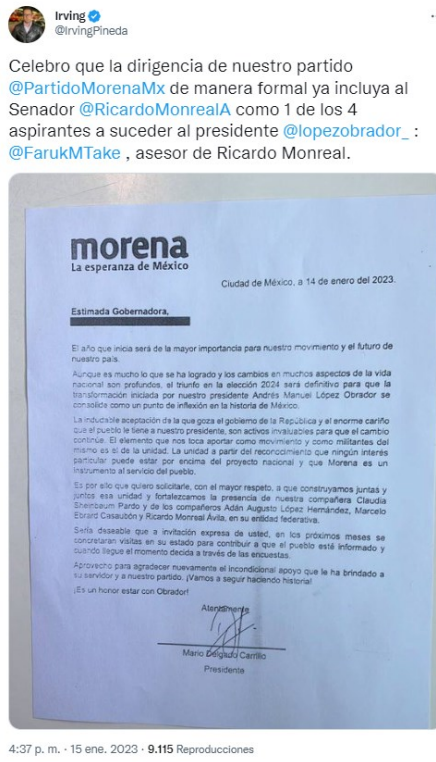 Irving
@IrvingPineda
Celebro que la dirigencia de nuestro partido
@PartidoMorenaMx de manera formal ya incluya al
Senador @RicardoMonrealA como 1 de los 4
aspirantes a suceder al presidente @lopezobrador_ :
@FarukMTake , asesor de Ricardo Monreal.
morena
La esperanza de México
Ciudad de México, a 14 de enero del 2023.
Estimada Gobernadora,
El año que inicia será de la mayor importancia para nuestro movimiento y el futuro de
nuestro país.
Aunque es mucho lo que se ha logrado y los cambios en muchos aspectos de la vida
nacional son profundos, el triunfo en la elección 2024 será definitivo para que la
transformación iniciada por nuestro presidente Andrés Manuel López Obrador se
consolide como un punto de inflexión en la historia de México.
La indudable aceptación de la que goza el gobierno de la República y el enorme cariño
que el pueblo le tiene a nuestro presidente, son activos invaluables para que el cambio
continúe. El elemento que nos toca aportar como movimiento y como militantes del
mismo es el de la unidad. La unidad a partir del reconocimiento que ningún interés
particular puede estar por encima del proyecto nacional y que Morena es un
instrumento al servicio del pueblo.
Es por ello que quiero solicitarle, con el mayor respeto, a que construyamos juntas y
juntos esa unidad y fortalezcamos la presencia de nuestra compañera Claudia
Sheinbaum Pardo y de los compañeros Adán Augusto López Hernández, Marcelo
Ebrard Casaubón y Ricardo Monreal Ávila, en su entidad federativa.
Sería deseable que a invitación expresa de usted, en los próximos meses se
concretaran visitas en su estado para contribuir a que el pueblo esté informado y
cuando llegue el momento decida a través de las encuestas.
Aprovecho para agradecer nuevamente el incondicional apoyo que le ha brindado a
su servidor y a nuestro partido. ¡Vamos a seguir haciendo historia!
¡Es un honor estar con Obrador!
Atentamente
Mario Delgado Carrillo
Presidente
4:37 p. m. · 15 ene. 2023 · 9.115 Reproducciones